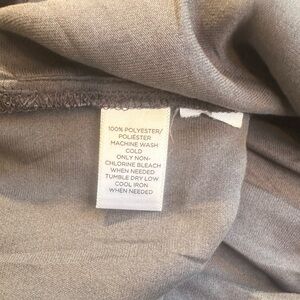 100% POLYESTER/
POLIÉSTER
MACHINE WASH
COLD
ONLY NON-
CHLORINE BLEACH
WHEN NEEDED
TUMBLE DRY LOW
COOL IRON
WHEN NEEDED